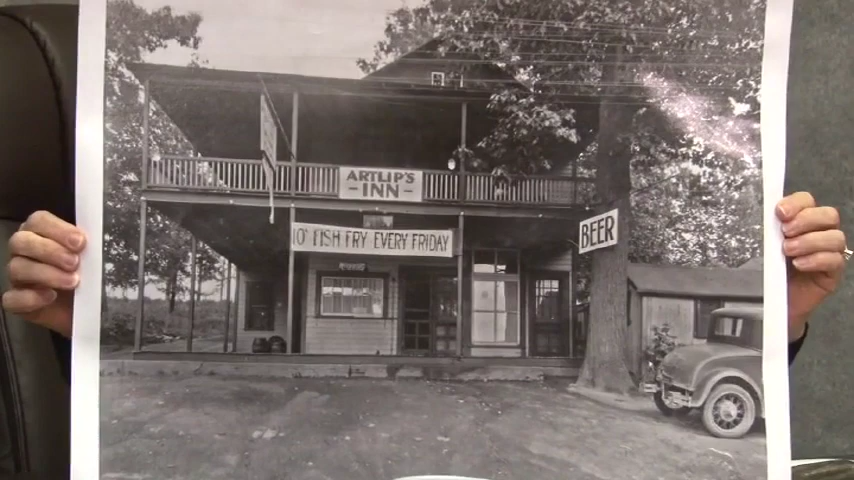 ARTLIP'S
-INN-
10¢ FISH FRY EVERY FRIDAY
BEER